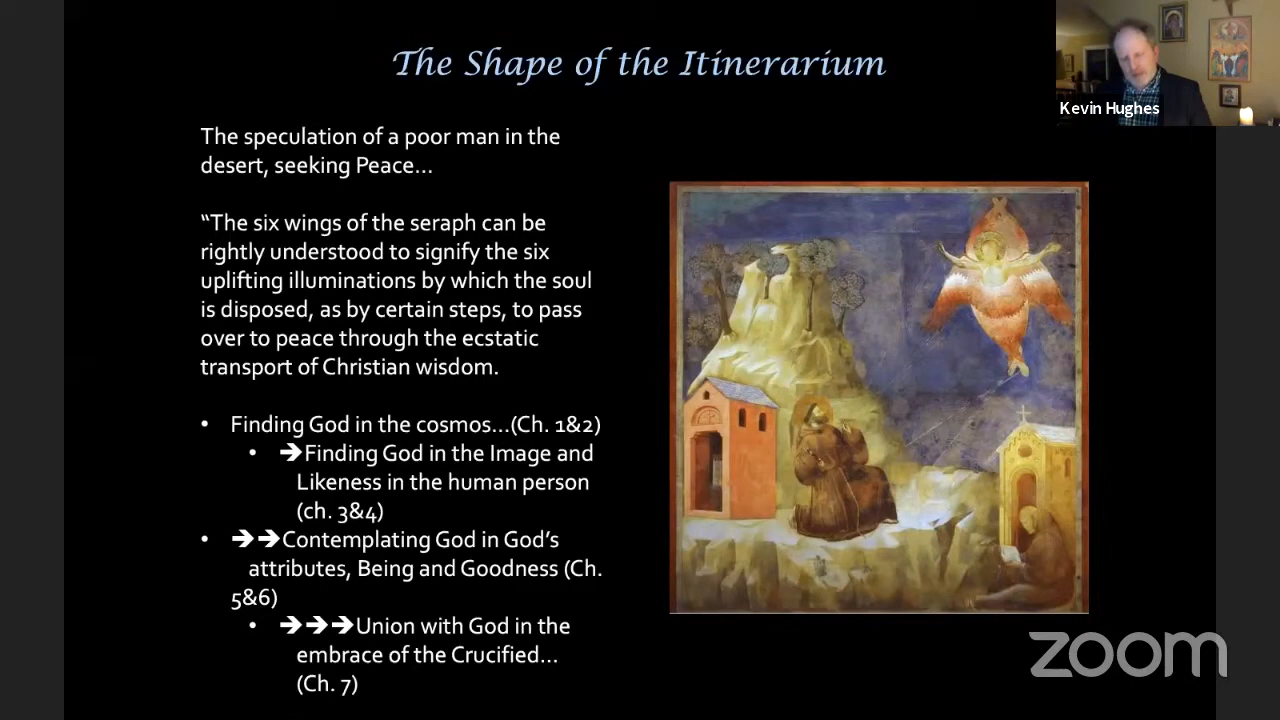 The Shape of the Itinerarium
Kevin Hughes
The speculation of a poor man in the
desert, seeking Peace…
“The six wings of the seraph can be
rightly understood to signify the six
uplifting illuminations by which the soul
is disposed, as by certain steps, to pass
over to peace through the ecstatic
transport of Christian wisdom.
• Finding God in the cosmos…(Ch. 1&2)
• ➔Finding God in the Image and
Likeness in the human person
(ch. 3&4)
• ➔➔Contemplating God in God’s
attributes, Being and Goodness (Ch.
5&6)
• ➔➔➔Union with God in the
embrace of the Crucified…
(Ch. 7)
zoom